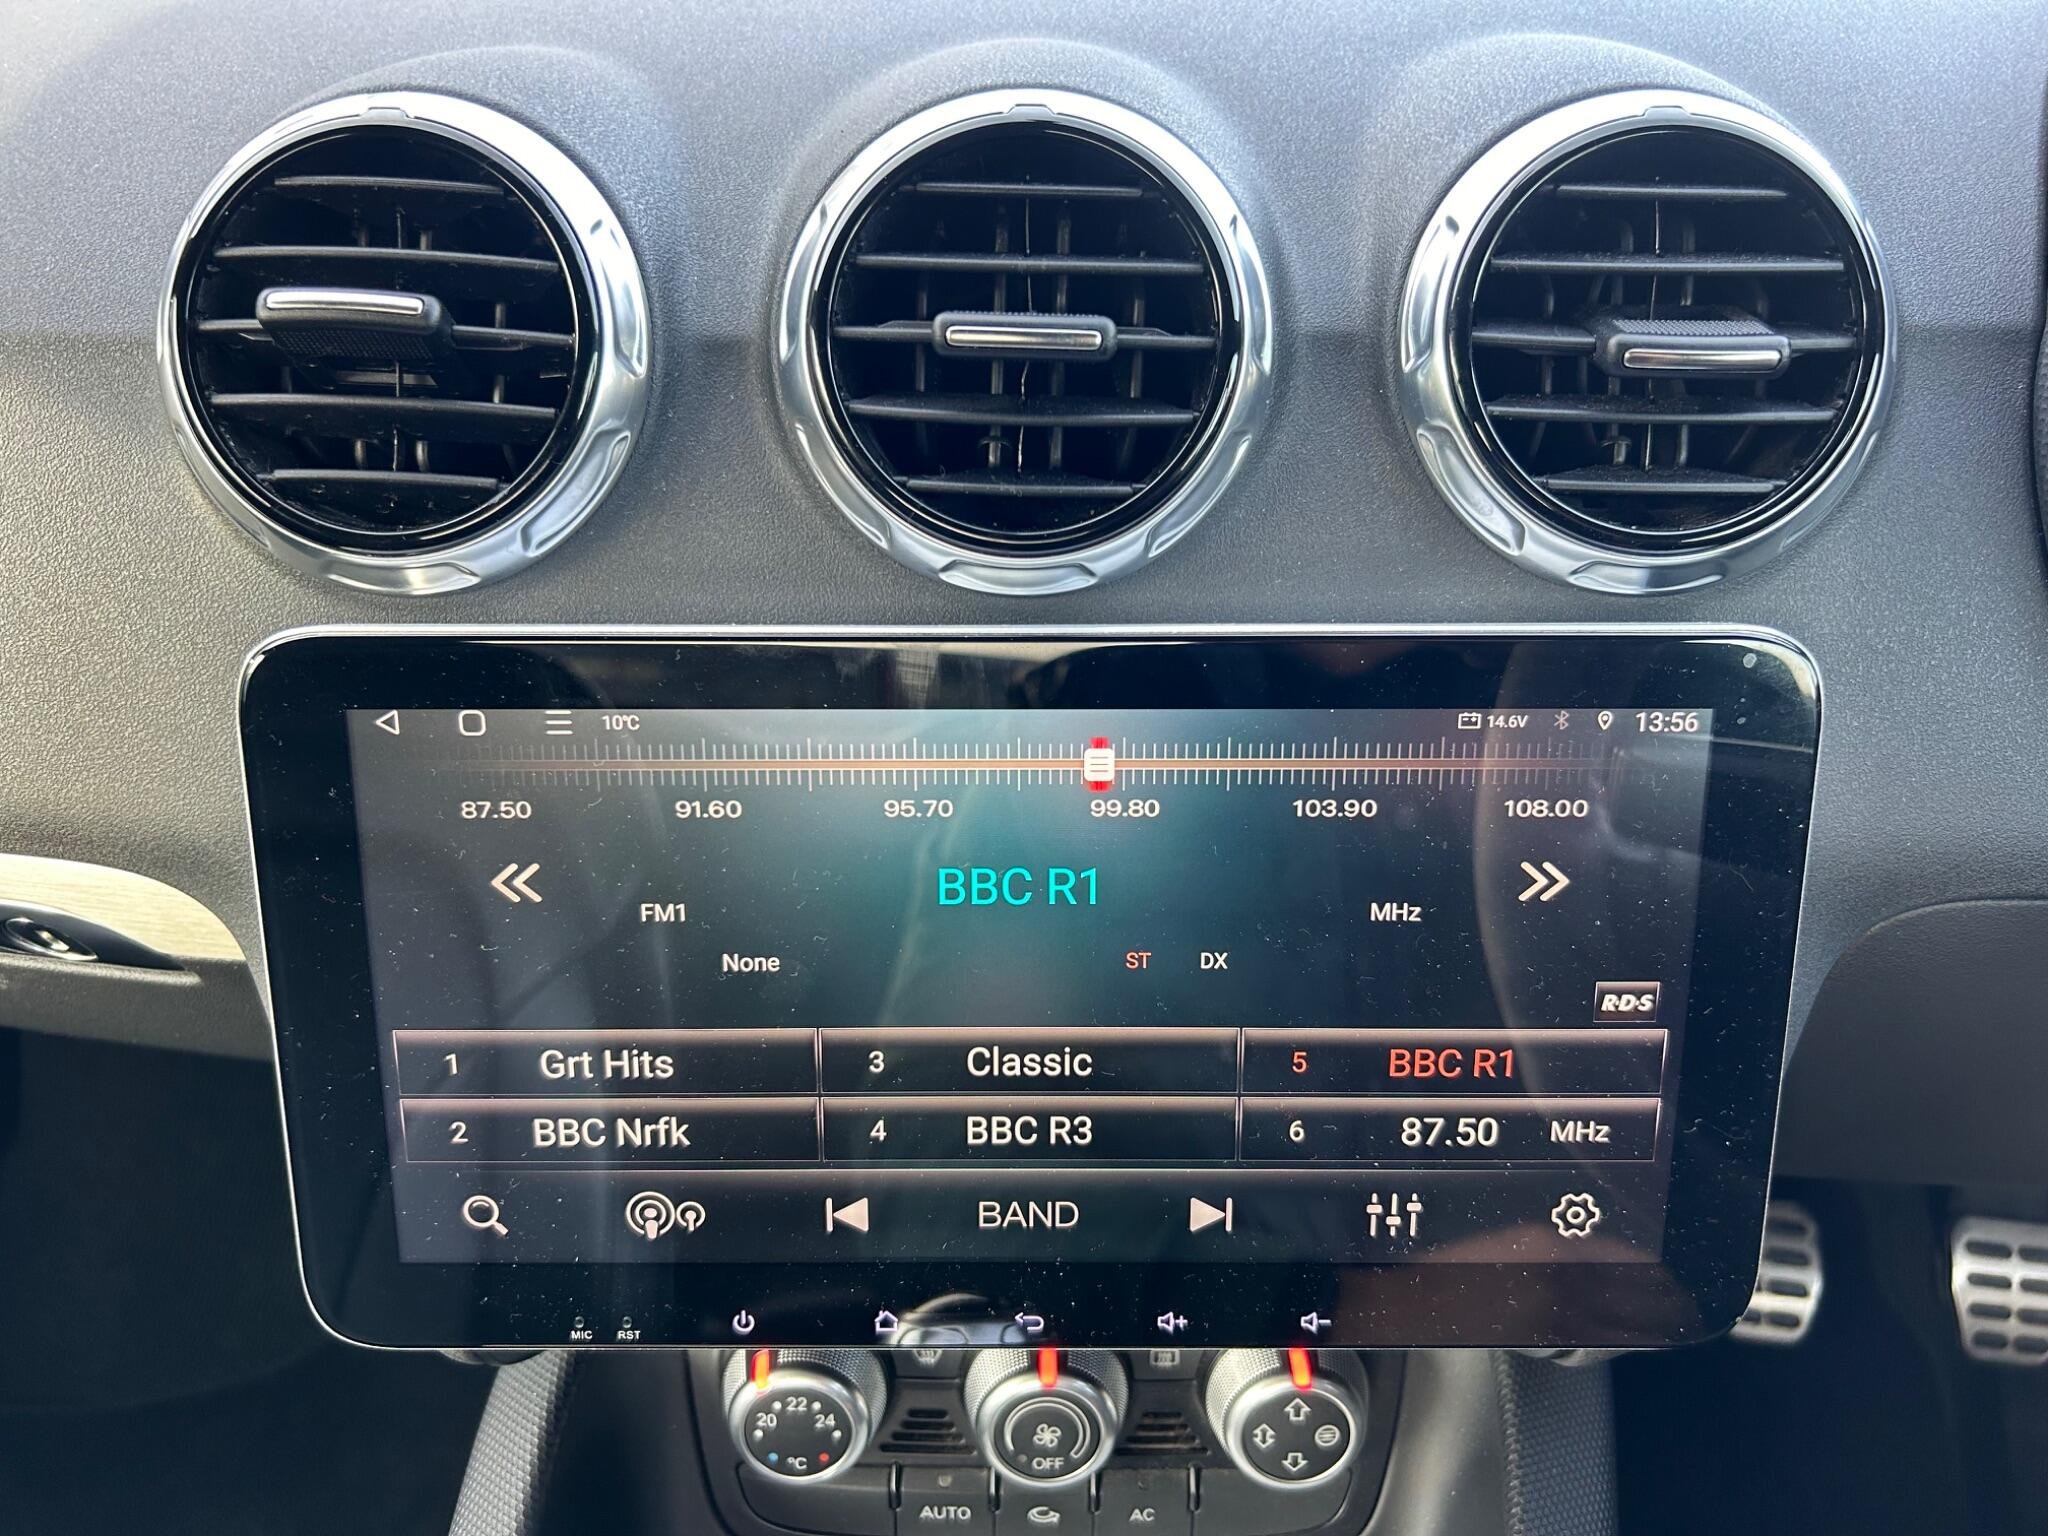 10°C 14.6V 13:56
87.50 91.60 95.70 99.80 103.90 108.00
BBC R1
FM1 MHz
None ST DX
R·D·S
1 Grt Hits 3 Classic 5 BBC R1
2 BBC Nrfk 4 BBC R3 6 87.50 MHz
BAND
MIC RST
20 22 24
°C OFF
AUTO AC